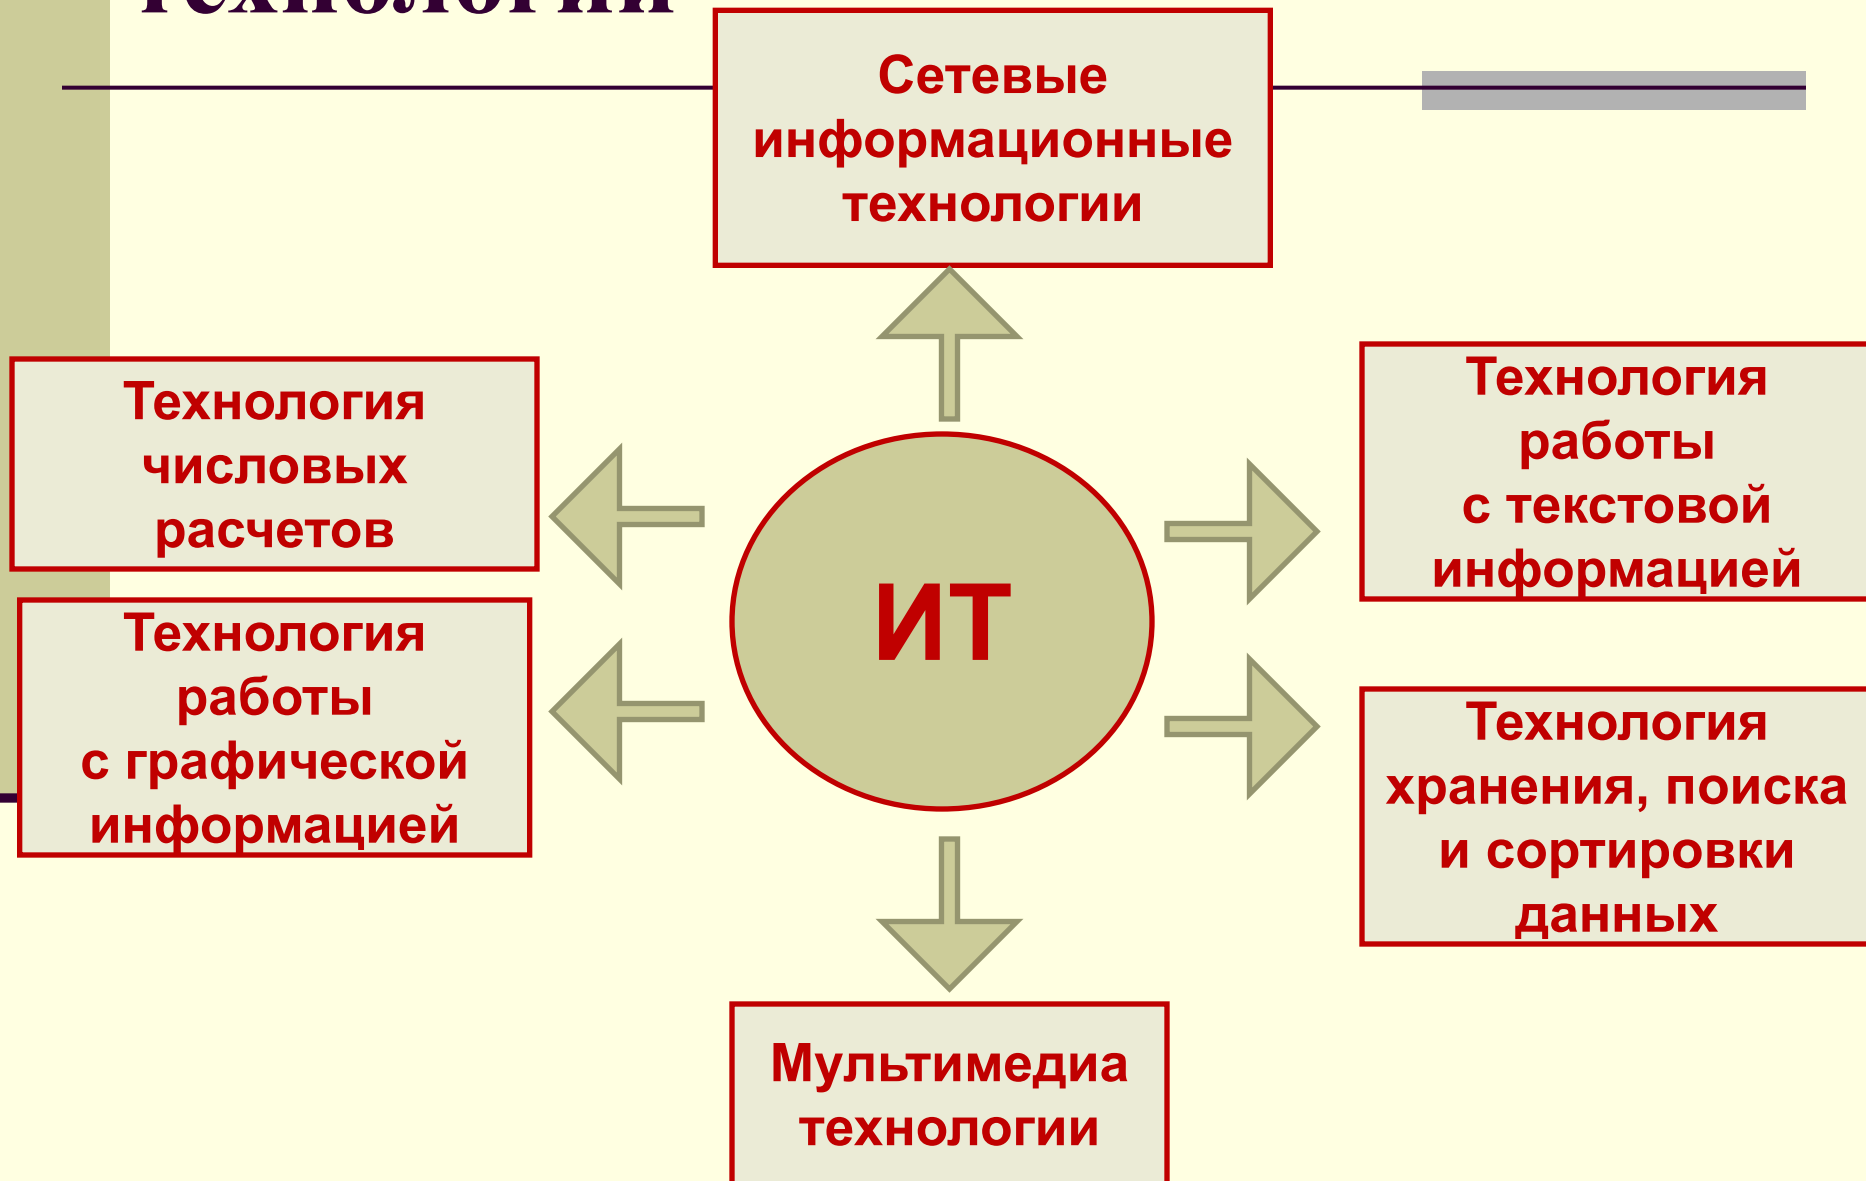 технологии
Сетевые
информационные
технологии
Технология
числовых
расчетов
Технология
работы
с текстовой
информацией
ИТ
Технология
работы
с графической
информацией
Технология
хранения, поиска
и сортировки
данных
Мультимедиа
технологии